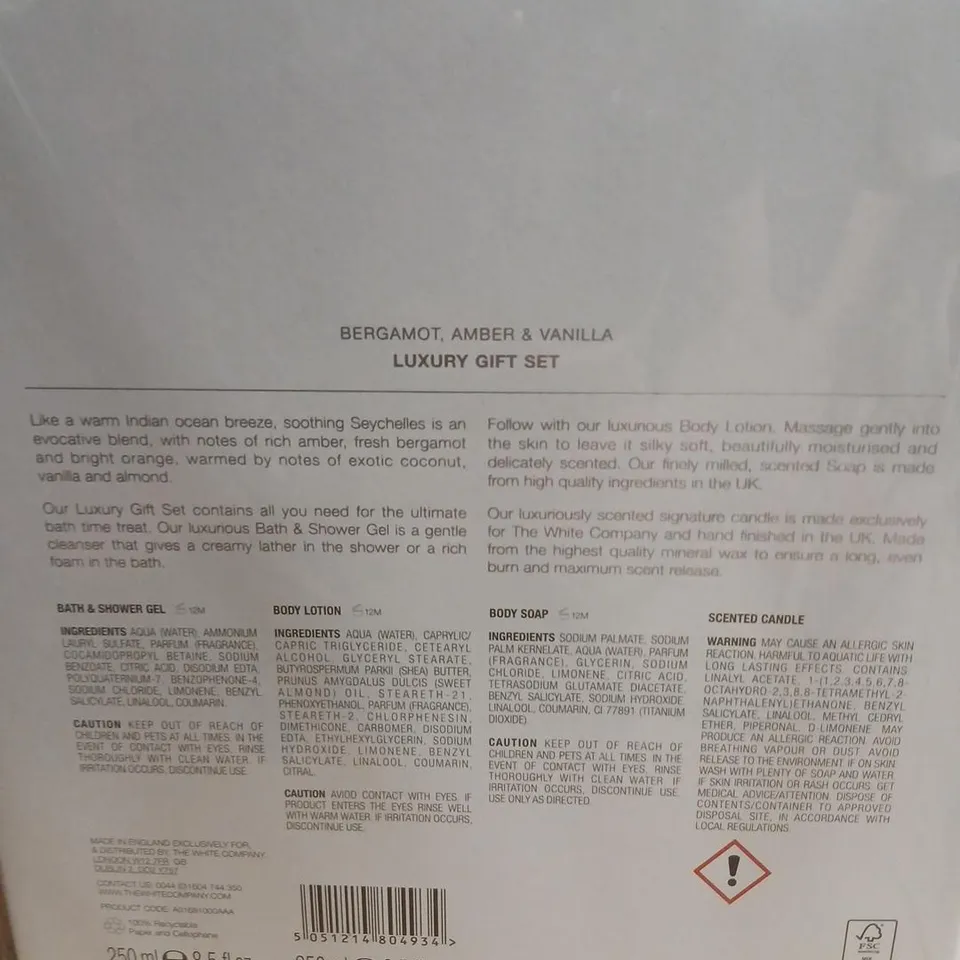 BERGAMOT, AMBER & VANILLA
LUXURY GIFT SET
Like a warm Indian ocean breeze, soothing Seychelles is an
evocative blend, with notes of rich amber, fresh bergamot
and bright orange, warmed by notes of exotic coconut,
vanilla and almond.
Our Luxury Gift Set contains all you need for the ultimate
bath time treat. Our luxurious Bath & Shower Gel is a gentle
cleanser that gives a creamy lather in the shower or a rich
foam in the bath.
Follow with our luxurious Body Lotion. Massage gently into
the skin to leave it silky soft, beautifully moisturised and
delicately scented. Our finely milled, scented Soap is made
from high quality ingredients in the UK.
Our luxuriously scented signature candle is made exclusively
for The White Company and hand finished in the UK. Made
from the highest quality mineral wax to ensure a long, even
burn and maximum scent release.
BATH & SHOWER GEL 12M
INGREDIENTS AQUA (WATER), AMMONIUM
LAURYL SULFATE, PARFUM (FRAGRANCE),
COCAMIDOPROPYL BETAINE, SODIUM
BENZOATE, CITRIC ACID, DISODIUM EDTA,
POLYQUATERNIUM-7, BENZOPHENONE-4,
SODIUM CHLORIDE, LIMONENE, BENZYL
SALICYLATE, LINALOOL, COUMARIN.
CAUTION KEEP OUT OF REACH OF
CHILDREN AND PETS AT ALL TIMES. IN THE
EVENT OF CONTACT WITH EYES, RINSE
THOROUGHLY WITH CLEAN WATER. IF
IRRITATION OCCURS, DISCONTINUE USE.
BODY LOTION 12M
INGREDIENTS AQUA (WATER), CAPRYLIC/
CAPRIC TRIGLYCERIDE, CETEARYL
ALCOHOL, GLYCERYL STEARATE,
BUTYROSPERMUM PARKII (SHEA) BUTTER,
PRUNUS AMYGDALUS DULCIS (SWEET
ALMOND) OIL, STEARETH-21,
PHENOXYETHANOL, PARFUM (FRAGRANCE),
STEARETH-2, CHLORPHENESIN,
DIMETHICONE, CARBOMER, DISODIUM
EDTA, ETHYLHEXYLGLYCERIN, SODIUM
HYDROXIDE, LIMONENE, BENZYL
SALICYLATE, LINALOOL, COUMARIN,
CITRAL.
CAUTION AVIOD CONTACT WITH EYES. IF
PRODUCT ENTERS THE EYES RINSE WELL
WITH WARM WATER. IF IRRITATION OCCURS,
DISCONTINUE USE.
BODY SOAP 12M
INGREDIENTS SODIUM PALMATE, SODIUM
PALM KERNELATE, AQUA (WATER), PARFUM
(FRAGRANCE), GLYCERIN, SODIUM
CHLORIDE, LIMONENE, CITRIC ACID,
TETRASODIUM GLUTAMATE DIACETATE,
BENZYL SALICYLATE, SODIUM HYDROXIDE,
LINALOOL, COUMARIN, CI 77891 (TITANIUM
DIOXIDE)
CAUTION KEEP OUT OF REACH OF
CHILDREN AND PETS AT ALL TIMES. IN THE
EVENT OF CONTACT WITH EYES, RINSE
THOROUGHLY WITH CLEAN WATER. IF
IRRITATION OCCURS, DISCONTINUE USE.
USE ONLY AS DIRECTED.
SCENTED CANDLE
WARNING MAY CAUSE AN ALLERGIC SKIN
REACTION. HARMFUL TO AQUATIC LIFE WITH
LONG LASTING EFFECTS. CONTAINS
LINALYL ACETATE, 1-(1,2,3,4,5,6,7,8-
OCTAHYDRO-2,3,8,8-TETRAMETHYL-2-
NAPHTHALENYL)ETHANONE, BENZYL
SALICYLATE, LINALOOL, METHYL CEDRYL
ETHER, PIPERONAL, D-LIMONENE. MAY
PRODUCE AN ALLERGIC REACTION. AVOID
BREATHING VAPOUR OR DUST. AVOID
RELEASE TO THE ENVIRONMENT. IF ON SKIN
WASH WITH PLENTY OF SOAP AND WATER
IF SKIN IRRITATION OR RASH OCCURS: GET
MEDICAL ADVICE/ATTENTION. DISPOSE OF
CONTENTS/CONTAINER TO APPROVED
DISPOSAL SITE, IN ACCORDANCE WITH
LOCAL REGULATIONS.
MADE IN ENGLAND EXCLUSIVELY FOR,
& DISTRIBUTED BY, THE WHITE COMPANY,
LONDON, W12 7FR, GB
DUBLIN 2,
CONTACT US: 0044
WWW.THEWHITECOMPANY.COM
PRODUCT CODE:
100% Recyclable
Paper and Cellophane
5 051214 804934 >
250 ml e 8.5 fl oz
FSC